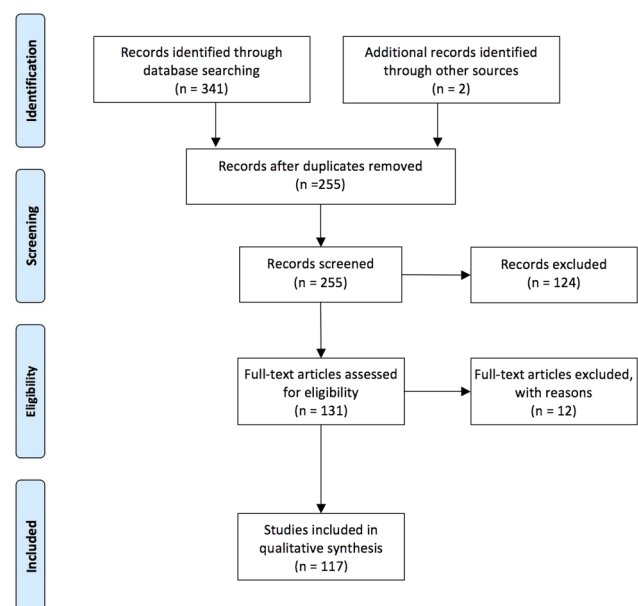 Identification
Records identified through
database searching
(n = 341)
Additional records identified
through other sources
(n = 2)
Records after duplicates removed
(n =255)
Screening
Records screened
(n = 255)
Records excluded
(n = 124)
Eligibility
Full-text articles assessed
for eligibility
(n = 131)
Full-text articles excluded,
with reasons
(n = 12)
Included
Studies included in
qualitative synthesis
(n = 117)